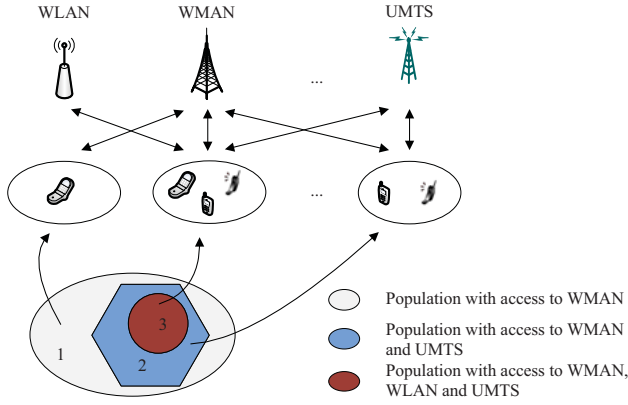 WLAN WMAN UMTS
...
...
1
2
3
Population with access to WMAN
Population with access to WMAN
and UMTS
Population with access to WMAN,
WLAN and UMTS